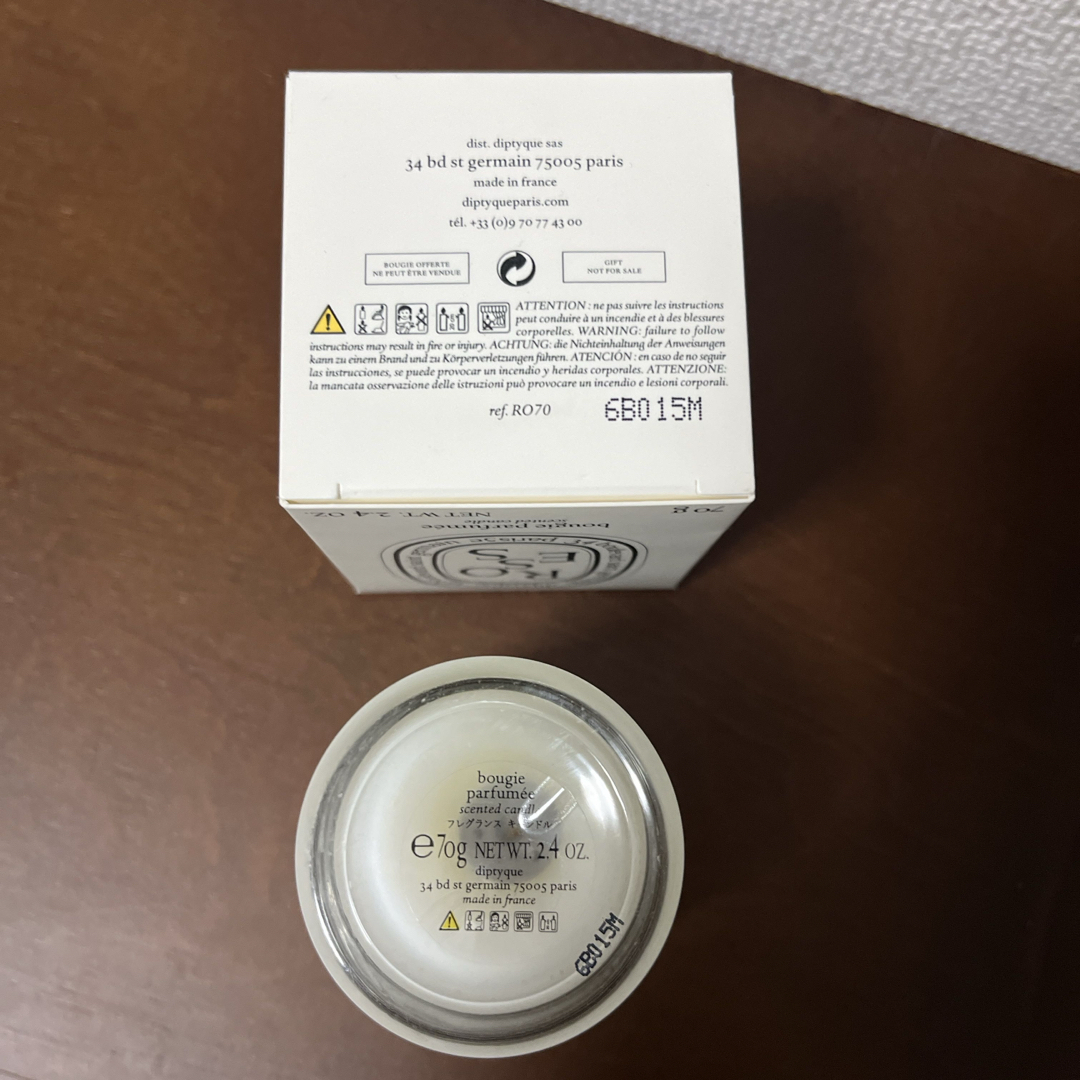 dist. diptyque sas
34 bd st germain 75005 paris
made in france
diptyqueparis.com
tél. +33 (0)9 70 77 43 00
BOUGIE OFFERTE
NE PEUT ÊTRE VENDUE
GIFT
NOT FOR SALE
ATTENTION : ne pas suivre les instructions
peut conduire à un incendie et à des blessures
corporelles. WARNING: failure to follow
instructions may result in fire or injury. ACHTUNG: die Nichteinhaltung der Anweisungen
kann zu einem Brand und zu Körperverletzungen führen. ATENCIÓN : en caso de no seguir
las instrucciones, se puede provocar un incendio y heridas corporales. ATTENZIONE:
la mancata osservazione delle istruzioni può provocare un incendio e lesioni corporali.
ref. RO70 6B015M
70 g NET WT. 2.4 OZ.
bougie parfumée
scented candle
bougie
parfumée
scented candl
フレグランス キャンドル
℮70g NET WT. 2.4 OZ.
diptyque
34 bd st germain 75005 paris
made in france
6B015M